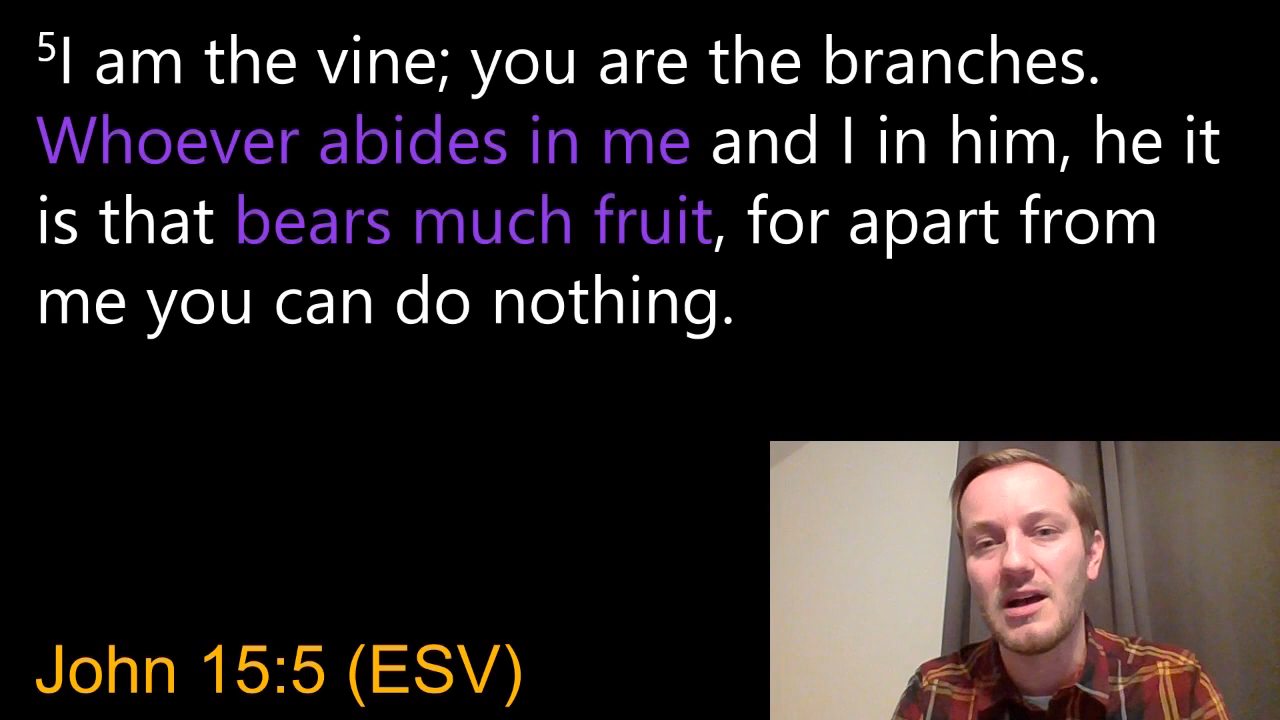 ⁵I am the vine; you are the branches.
Whoever abides in me and I in him, he it
is that bears much fruit, for apart from
me you can do nothing.
John 15:5 (ESV)